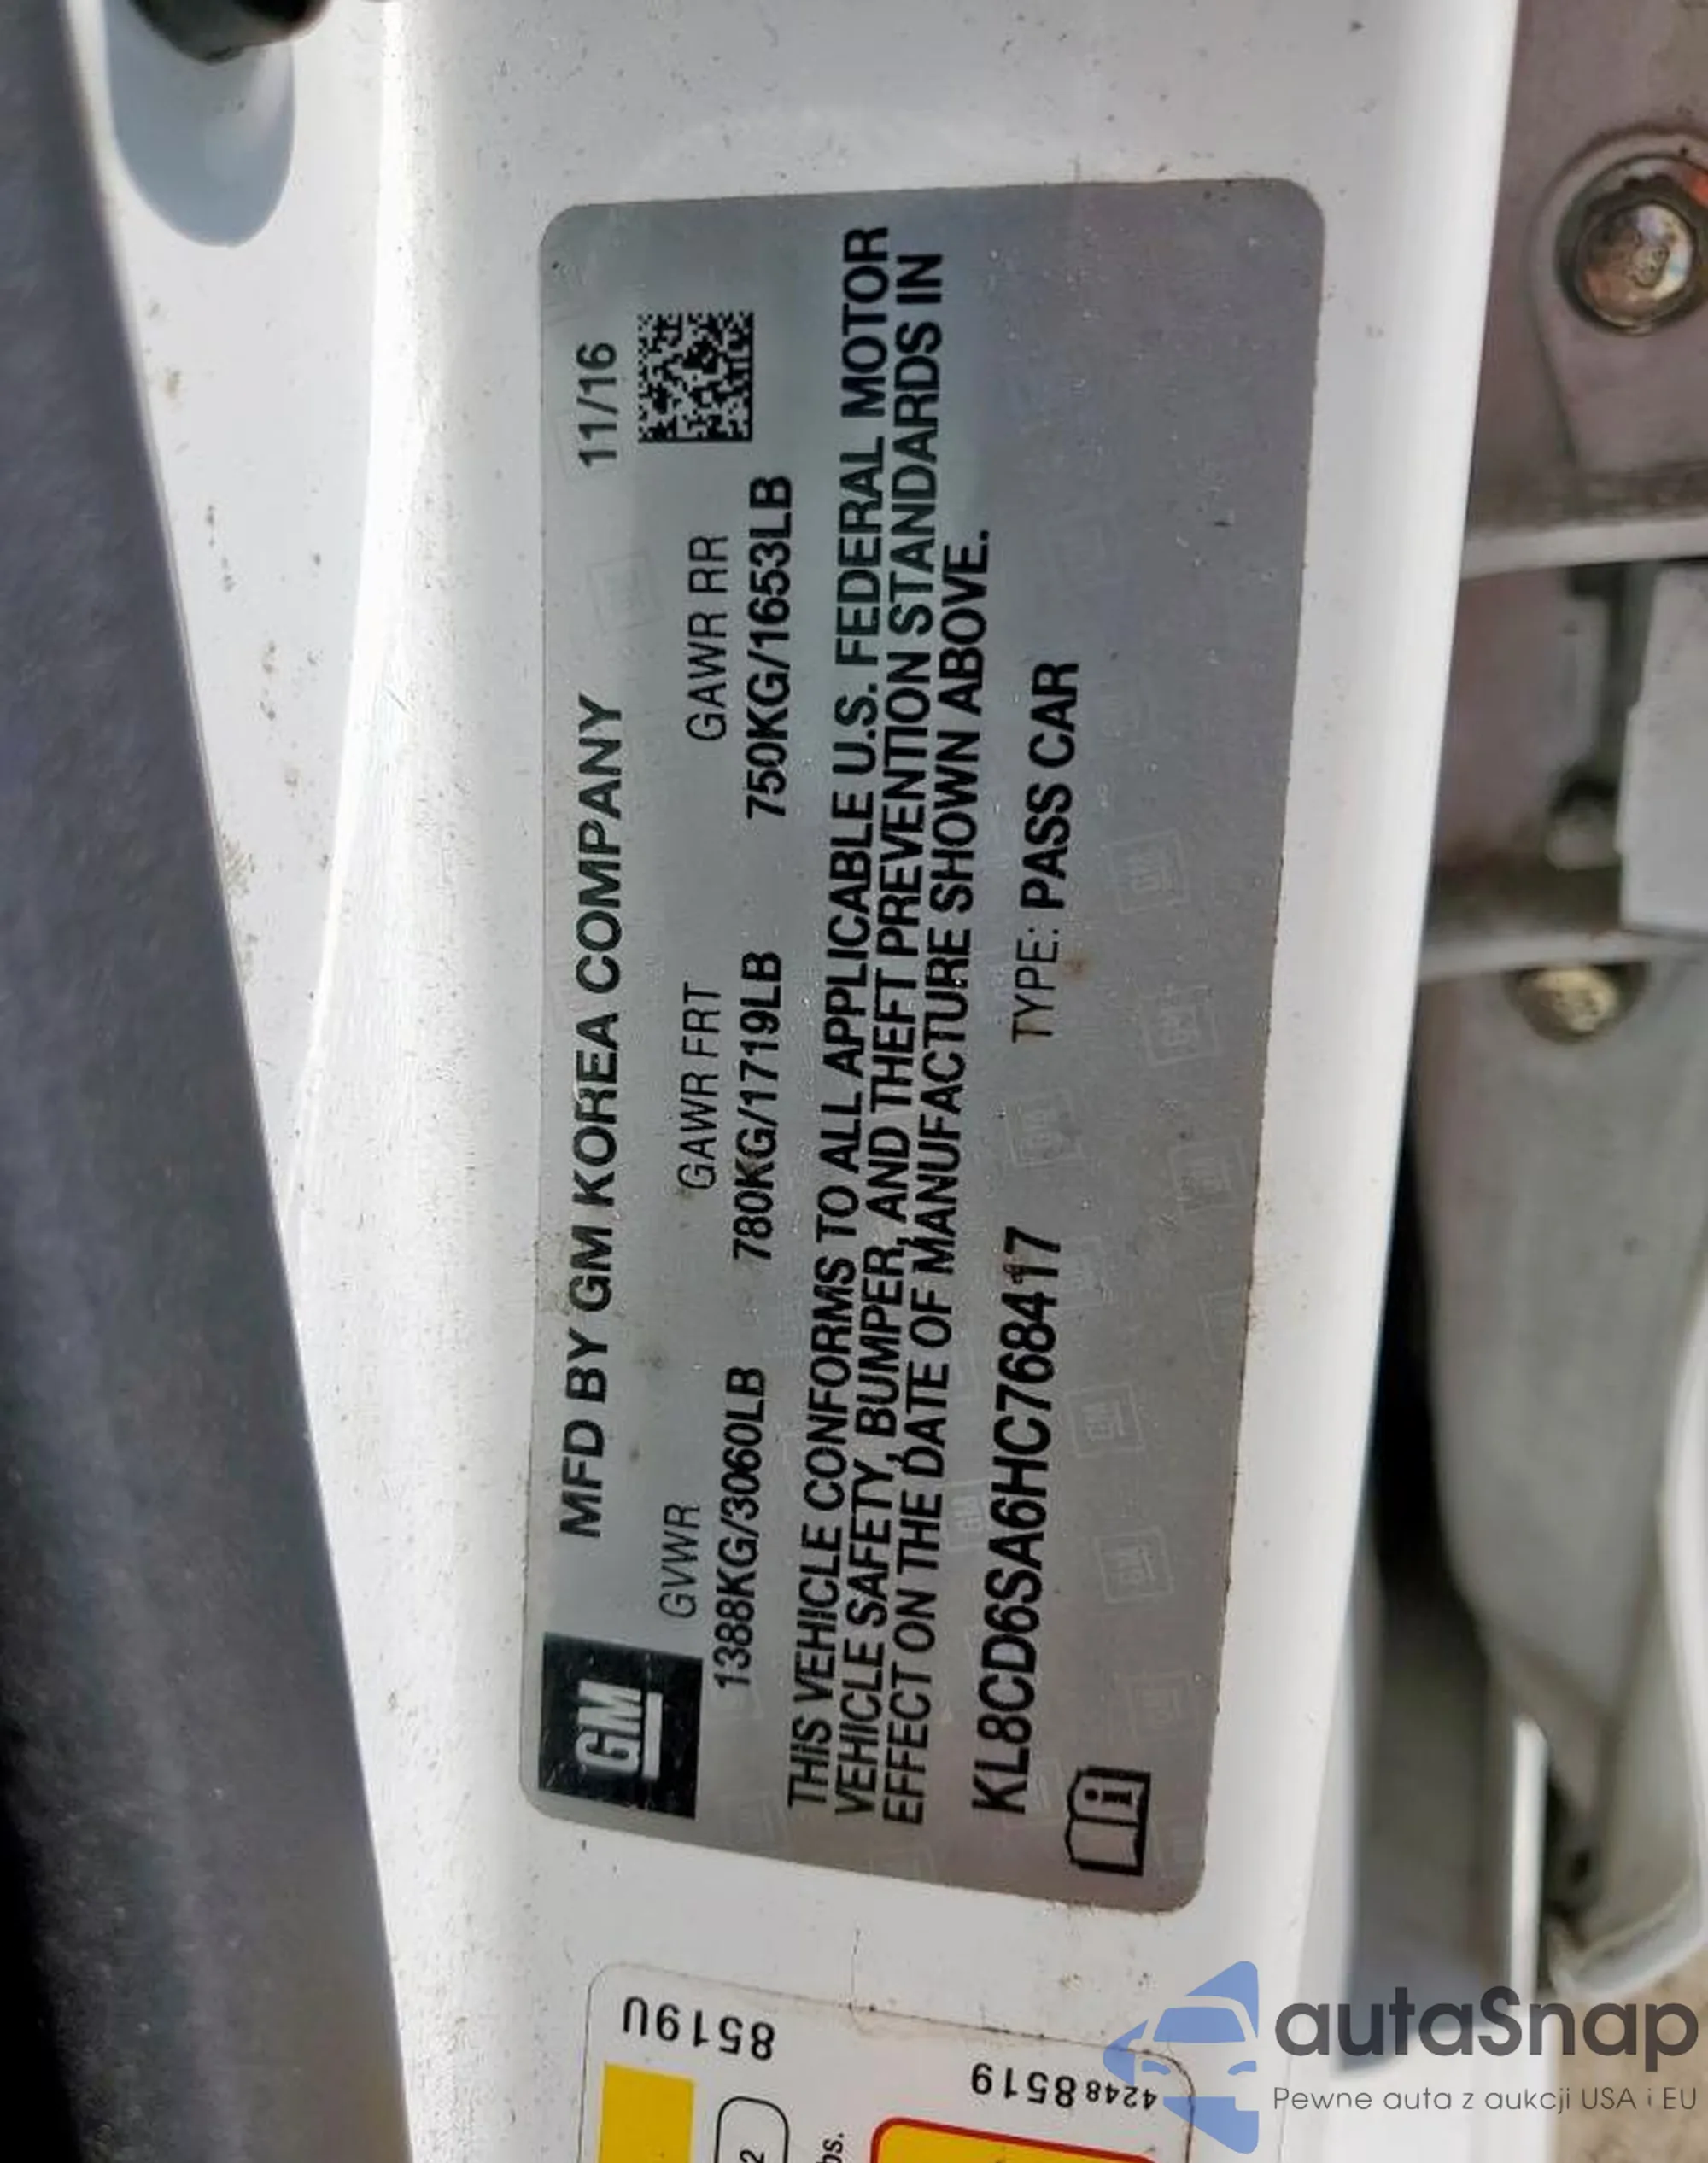 GM
MFD BY GM KOREA COMPANY 11/16
GVWR GAWR FRT GAWR RR
1388KG/3060LB 780KG/1719LB 750KG/1653LB
THIS VEHICLE CONFORMS TO ALL APPLICABLE U.S. FEDERAL MOTOR
VEHICLE SAFETY, BUMPER, AND THEFT PREVENTION STANDARDS IN
EFFECT ON THE DATE OF MANUFACTURE SHOWN ABOVE.
KL8CD6SA6HC768417 TYPE: PASS CAR
8519U
8519
42488519
2
autaSnap
Pewne auta z aukcji USA i EU